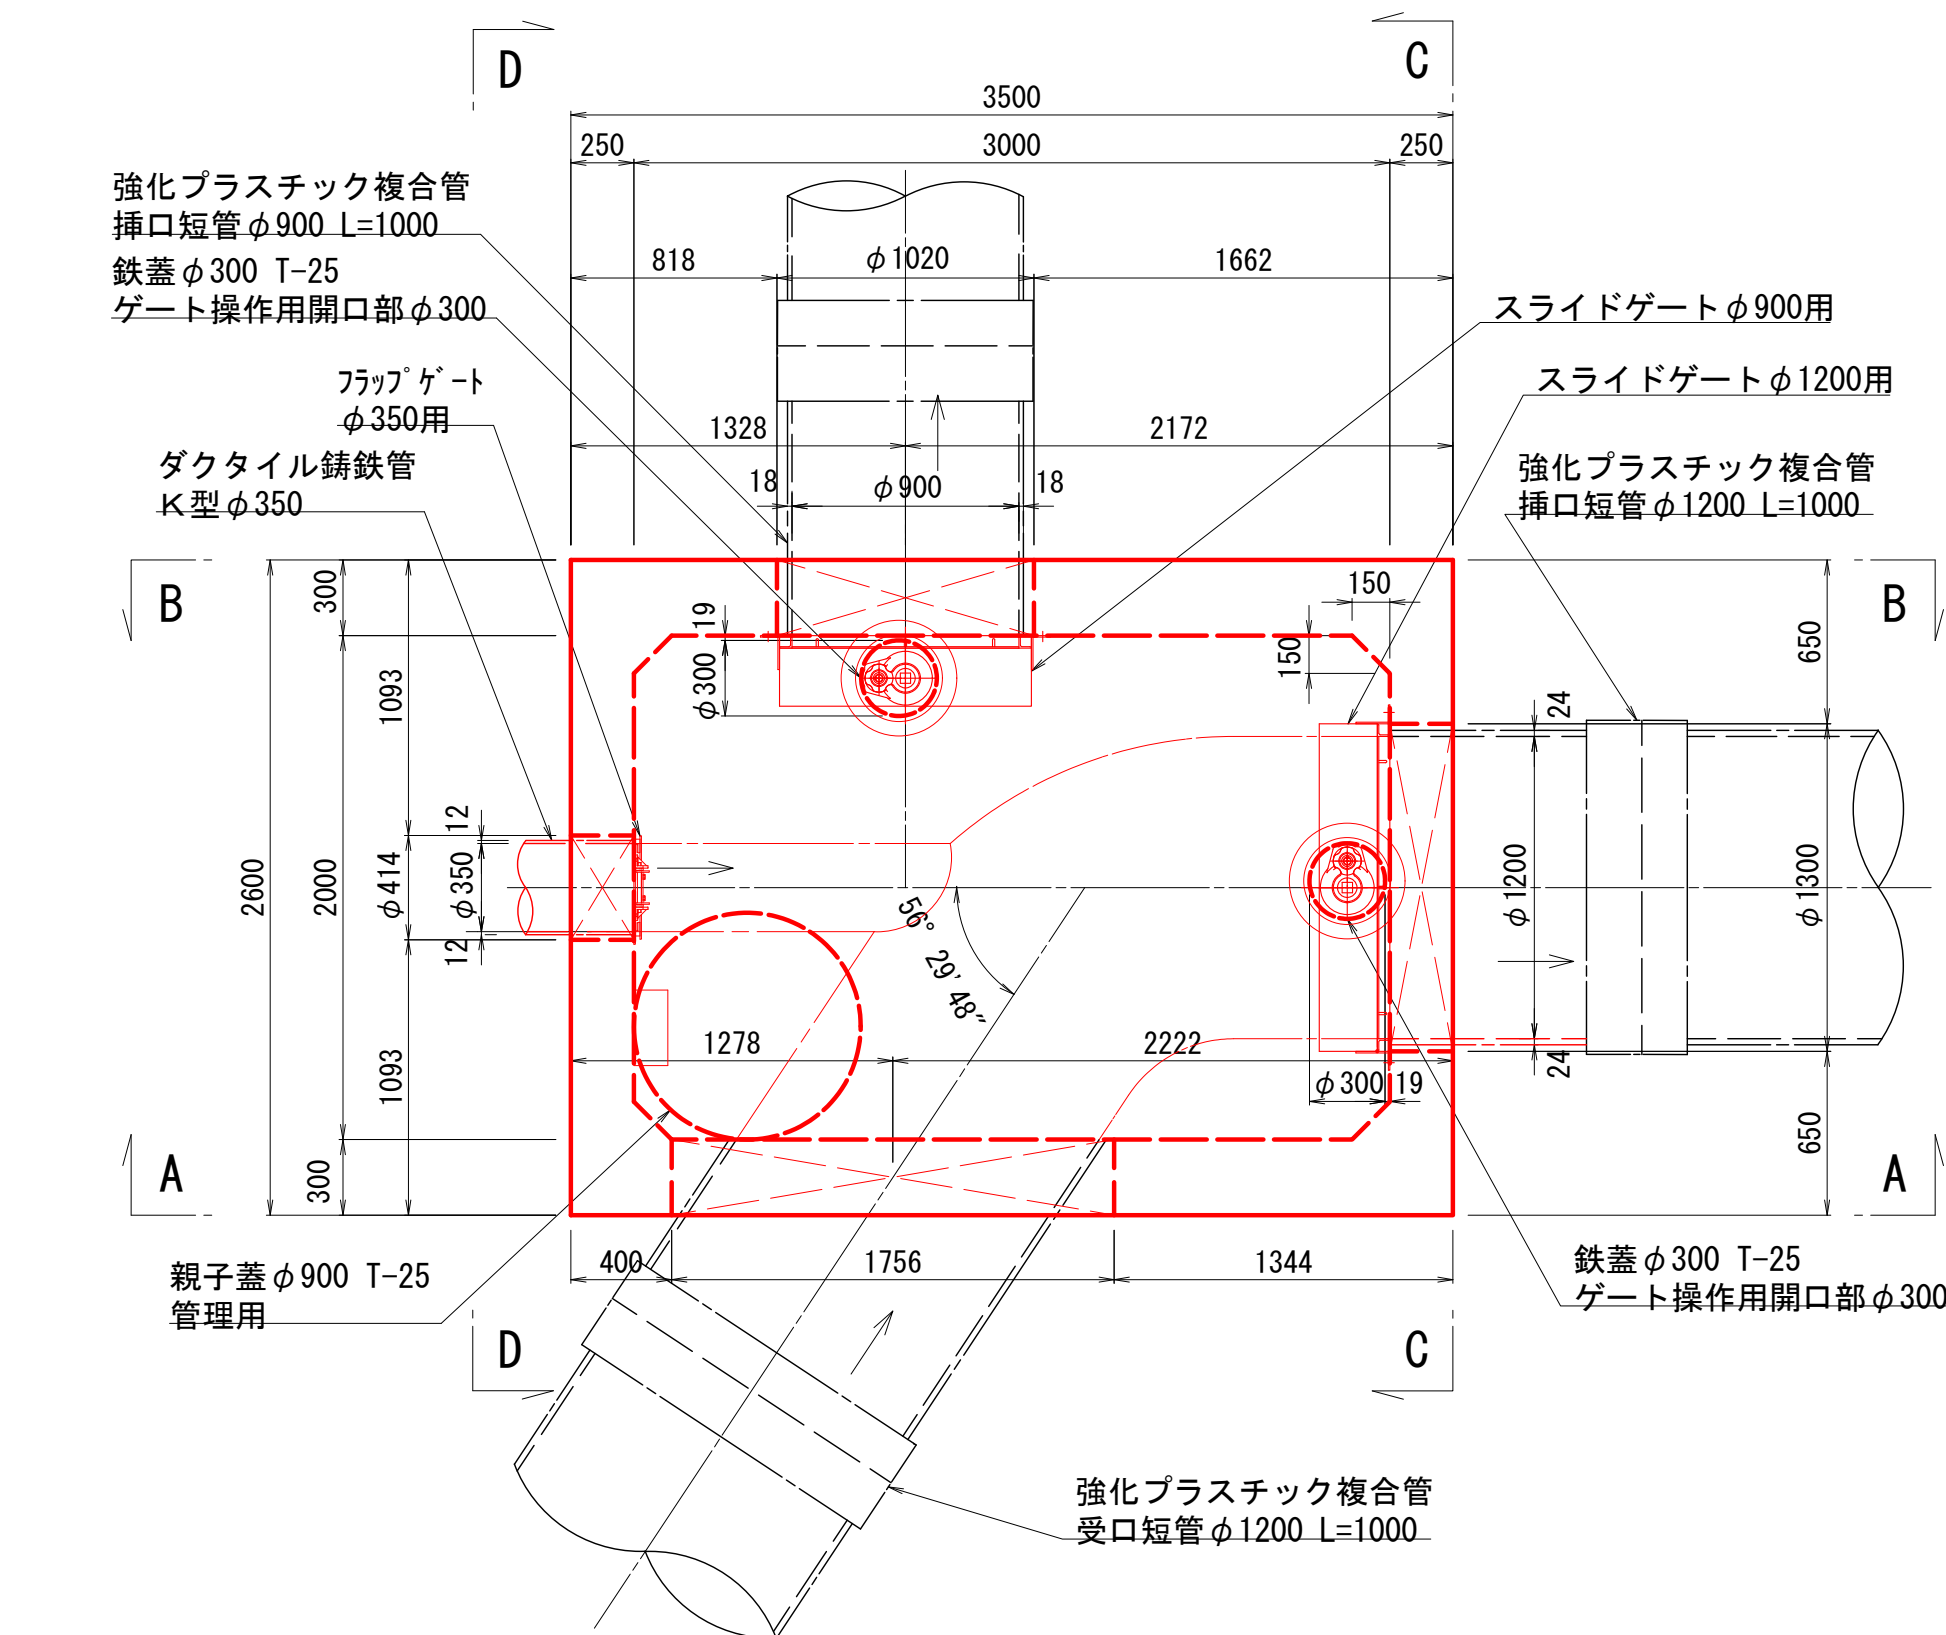 D
C
3500
250
3000
250
強化プラスチック複合管
挿口短管φ900 L=1000
鉄蓋φ300 T-25
ゲート操作用開口部φ300
818
φ1020
1662
スライドゲートφ900用
フラップゲート
φ350用
スライドゲートφ1200用
1328
2172
ダクタイル鋳鉄管
K型φ350
18
φ900
18
強化プラスチック複合管
挿口短管φ1200 L=1000
B
B
300
19
150
150
650
1093
φ300
24
12
2600
2000
φ414
φ350
12
φ1200
φ1300
56° 29′ 48″
1278
2222
1093
φ300
19
24
650
A
A
300
400
1756
1344
親子蓋φ900 T-25
管理用
鉄蓋φ300 T-25
ゲート操作用開口部φ300
D
C
強化プラスチック複合管
受口短管φ1200 L=1000